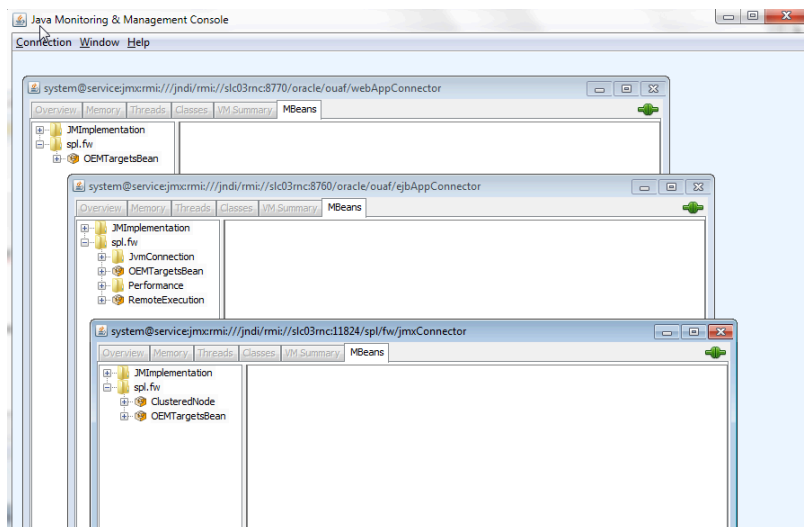 Java Monitoring & Management Console
Connection Window Help
system@service:jmx:rmi:///jndi/rmi://slc03rnc:8770/oracle/ouaf/webAppConnector
Overview Memory Threads Classes VM Summary MBeans
JMImplementation
spl.fw
OEMTargetsBean
system@service:jmx:rmi:///jndi/rmi://slc03rnc:8760/oracle/ouaf/ejbAppConnector
Overview Memory Threads Classes VM Summary MBeans
JMImplementation
spl.fw
JvmConnection
OEMTargetsBean
Performance
RemoteExecution
system@service:jmx:rmi:///jndi/rmi://slc03rnc:11824/spl/fw/jmxConnector
Overview Memory Threads Classes VM Summary MBeans
JMImplementation
spl.fw
ClusteredNode
OEMTargetsBean